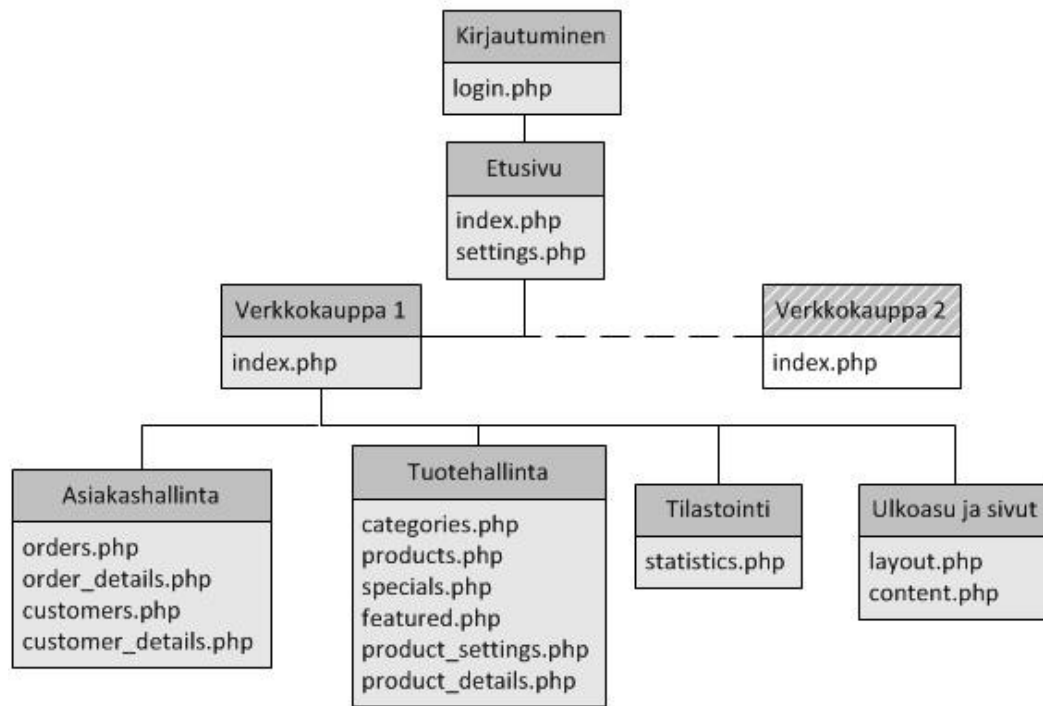 Kirjautuminen
login.php
Etusivu
index.php
settings.php
Verkkokauppa 1
index.php
Verkkokauppa 2
index.php
Asiakashallinta
orders.php
order_details.php
customers.php
customer_details.php
Tuotehallinta
categories.php
products.php
specials.php
featured.php
product_settings.php
product_details.php
Tilastointi
statistics.php
Ulkoasu ja sivut
layout.php
content.php